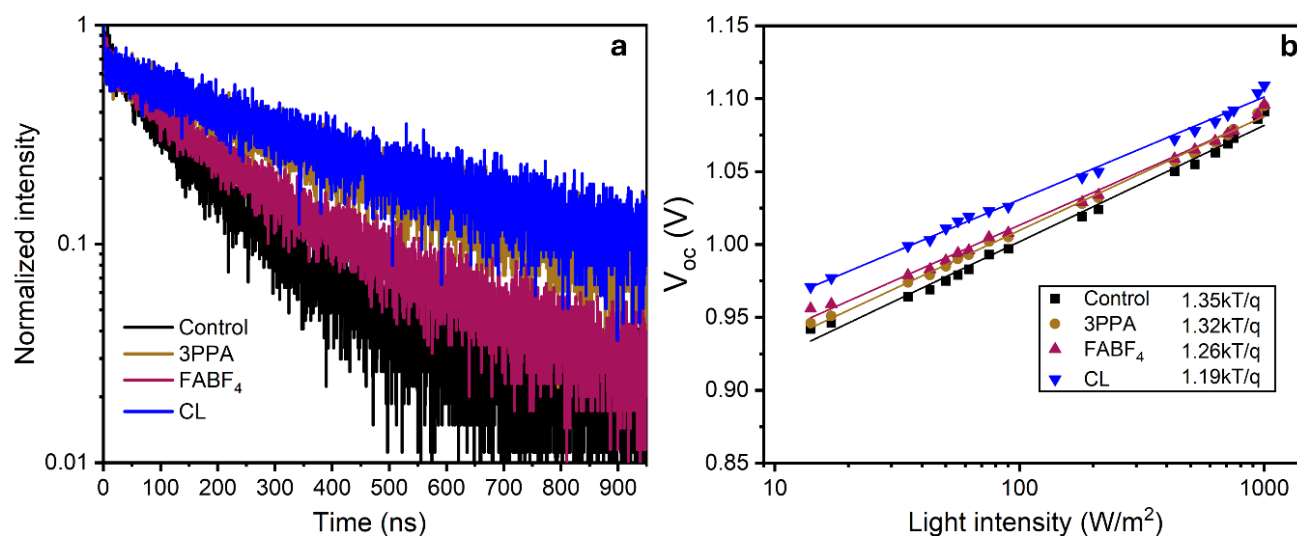 a
Normalized intensity
1
0.1
0.01
Control
3PPA
FABF₄
CL
0 100 200 300 400 500 600 700 800 900
Time (ns)
b
V_oc (V)
1.15
1.10
1.05
1.00
0.95
0.90
0.85
Control 1.35kT/q
3PPA 1.32kT/q
FABF₄ 1.26kT/q
CL 1.19kT/q
10 100 1000
Light intensity (W/m²)